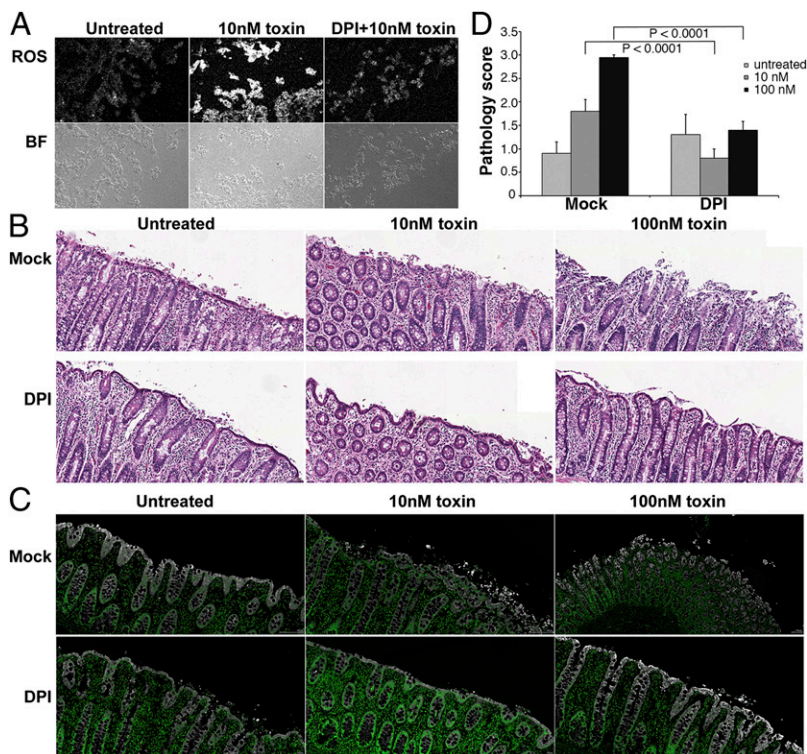 A
Untreated
10nM toxin
DPI+10nM toxin
ROS
BF
D
P < 0.0001
P < 0.0001
untreated
10 nM
100 nM
Pathology score
3.5
3.0
2.5
2.0
1.5
1.0
0.5
0.0
Mock
DPI
B
Untreated
10nM toxin
100nM toxin
Mock
DPI
C
Untreated
10nM toxin
100nM toxin
Mock
DPI